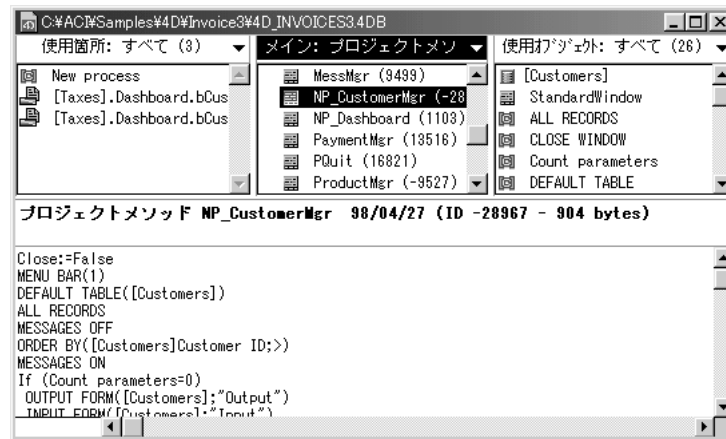 C:¥ACI¥Samples¥4D¥Invoice3¥4D_INVOICES3.4DB
使用箇所: すべて (3)
New process
[Taxes].Dashboard.bCus
[Taxes].Dashboard.bCus
メイン: プロジェクトメソ
MessMgr (9499)
NP_CustomerMgr (-28
NP_Dashboard (1103)
PaymentMgr (13516)
PQuit (16821)
ProductMgr (-9527)
使用ｵﾌﾞｼﾞｪｸﾄ: すべて (26)
[Customers]
StandardWindow
ALL RECORDS
CLOSE WINDOW
Count parameters
DEFAULT TABLE
プロジェクトメソッド NP_CustomerMgr 98/04/27 (ID -28967 - 904 bytes)
Close:=False
MENU BAR(1)
DEFAULT TABLE([Customers])
ALL RECORDS
MESSAGES OFF
ORDER BY([Customers]Customer ID;>)
MESSAGES ON
If (Count parameters=0)
OUTPUT FORM([Customers];"Output")
INPUT FORM([Customers];"Input")